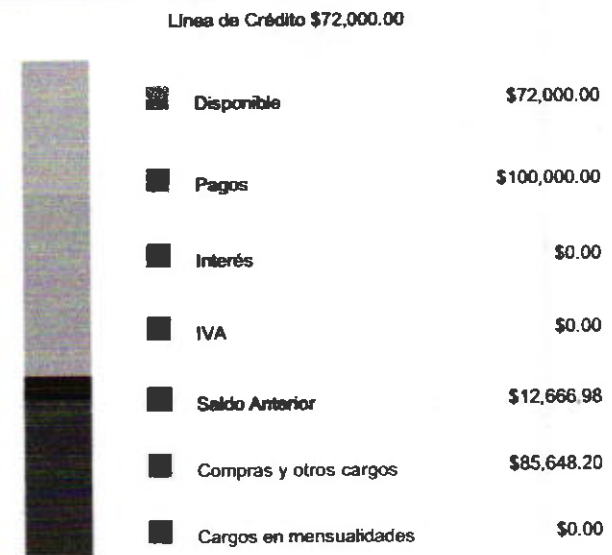 Línea de Crédito $72,000.00
Disponible $72,000.00
Pagos $100,000.00
Interés $0.00
IVA $0.00
Saldo Anterior $12,666.98
Compras y otros cargos $85,648.20
Cargos en mensualidades $0.00